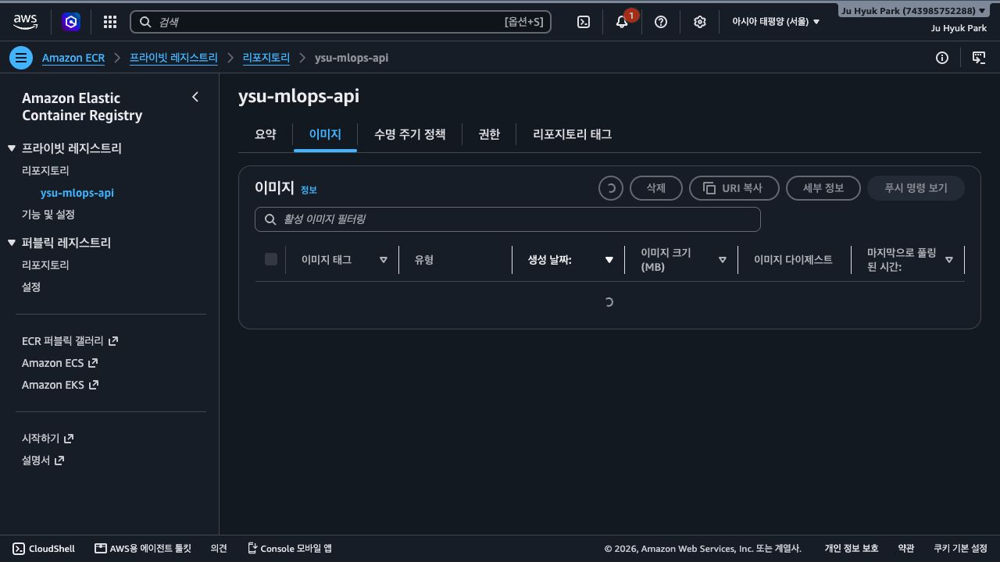 aws
검색
[옵션+S]
1
아시아 태평양 (서울)
Ju Hyuk Park (743985752288)
Ju Hyuk Park
Amazon ECR
프라이빗 레지스트리
리포지토리
ysu-mlops-api
Amazon Elastic
Container Registry
프라이빗 레지스트리
리포지토리
ysu-mlops-api
기능 및 설정
퍼블릭 레지스트리
리포지토리
설정
ECR 퍼블릭 갤러리
Amazon ECS
Amazon EKS
시작하기
설명서
ysu-mlops-api
요약
이미지
수명 주기 정책
권한
리포지토리 태그
이미지 정보
삭제
URI 복사
세부 정보
푸시 명령 보기
활성 이미지 필터링
이미지 태그
유형
생성 날짜:
이미지 크기
(MB)
이미지 다이제스트
마지막으로 풀링
된 시간:
CloudShell
AWS용 에이전트 툴킷
의견
Console 모바일 앱
© 2026, Amazon Web Services, Inc. 또는 계열사.
개인 정보 보호
약관
쿠키 기본 설정